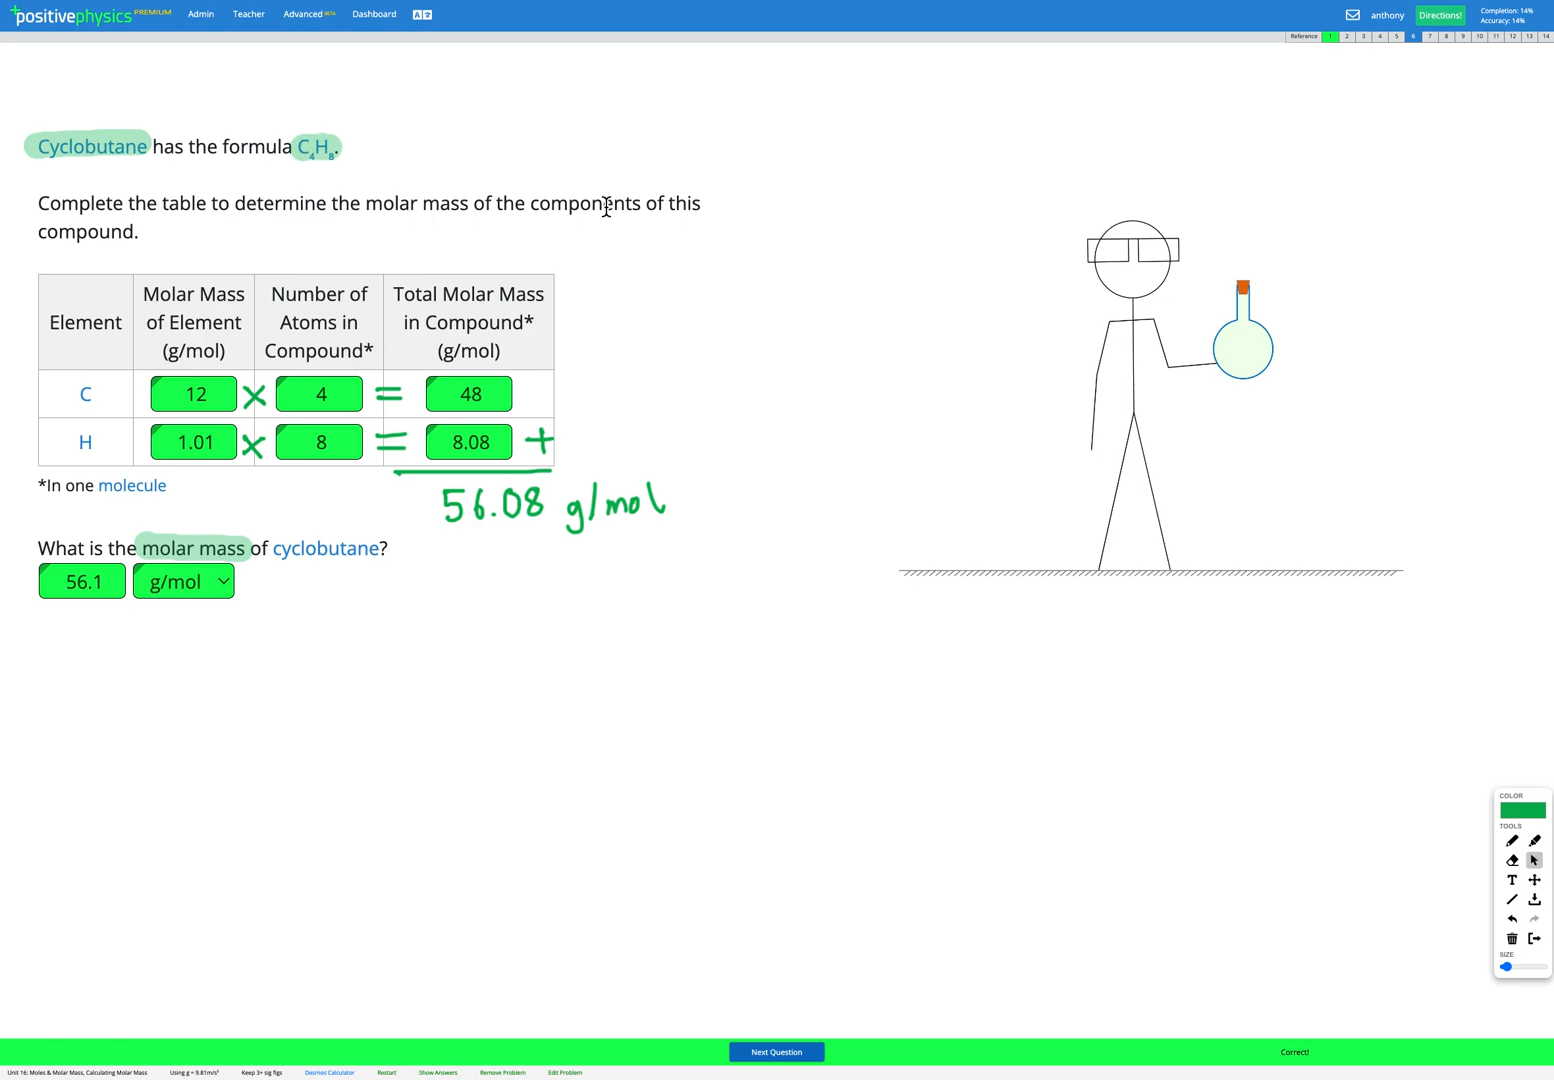 +positivephysics PREMIUM Admin Teacher Advanced BETA Dashboard A anthony Directions! Completion: 14%
Accuracy: 14%
Reference 1 2 3 4 5 6 7 8 9 10 11 12 13 14
Cyclobutane has the formula C₄H₈.
Complete the table to determine the molar mass of the components of this
compound.
Element
Molar Mass
of Element
(g/mol)
Number of
Atoms in
Compound*
Total Molar Mass
in Compound*
(g/mol)
C 12 × 4 = 48
H 1.01 × 8 = 8.08 +
*In one molecule
56.08 g/mol
What is the molar mass of cyclobutane?
56.1 g/mol
COLOR
TOOLS
T
SIZE
Next Question Correct!
Unit 16: Moles & Molar Mass, Calculating Molar Mass Using g = 9.81m/s² Keep 3+ sig figs Desmos Calculator Restart Show Answers Remove Problem Edit Problem